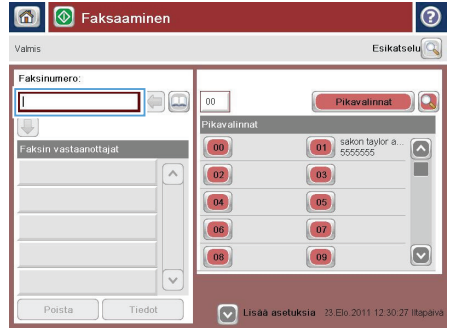 Faksaaminen
Valmis
Esikatselu
Faksinumero:
00
Pikavalinnat
Faksin vastaanottajat
Pikavalinnat
00
01 sakon taylor a...
5555555
02
03
04
05
06
07
08
09
Poista
Tiedot
Lisää asetuksia 23.Elo.2011 12:30:27 Iltapäivä